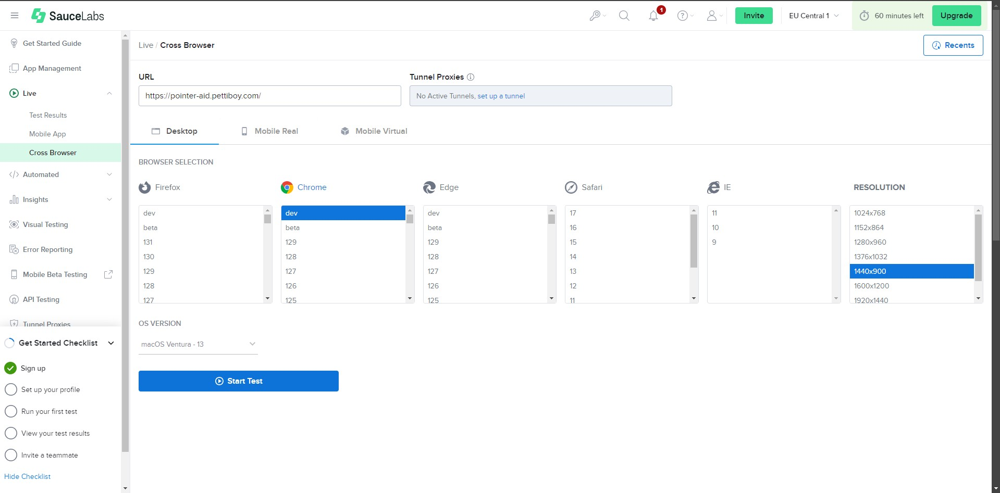 SauceLabs
1
Invite
EU Central 1
60 minutes left
Upgrade
Get Started Guide
App Management
Live
Test Results
Mobile App
Cross Browser
Automated
Insights
Visual Testing
Error Reporting
Mobile Beta Testing
API Testing
Tunnel Proxies
Get Started Checklist
Sign up
Set up your profile
Run your first test
View your test results
Invite a teammate
Hide Checklist
Live / Cross Browser
Recents
URL
https://pointer-aid.pettiboy.com/
Tunnel Proxies
No Active Tunnels, set up a tunnel
Desktop
Mobile Real
Mobile Virtual
BROWSER SELECTION
Firefox
dev
beta
131
130
129
128
127
Chrome
dev
beta
129
128
127
126
125
Edge
dev
beta
129
128
127
126
125
Safari
17
16
15
14
13
12
11
IE
11
10
9
RESOLUTION
1024x768
1152x864
1280x960
1376x1032
1440x900
1600x1200
1920x1440
OS VERSION
macOS Ventura - 13
Start Test